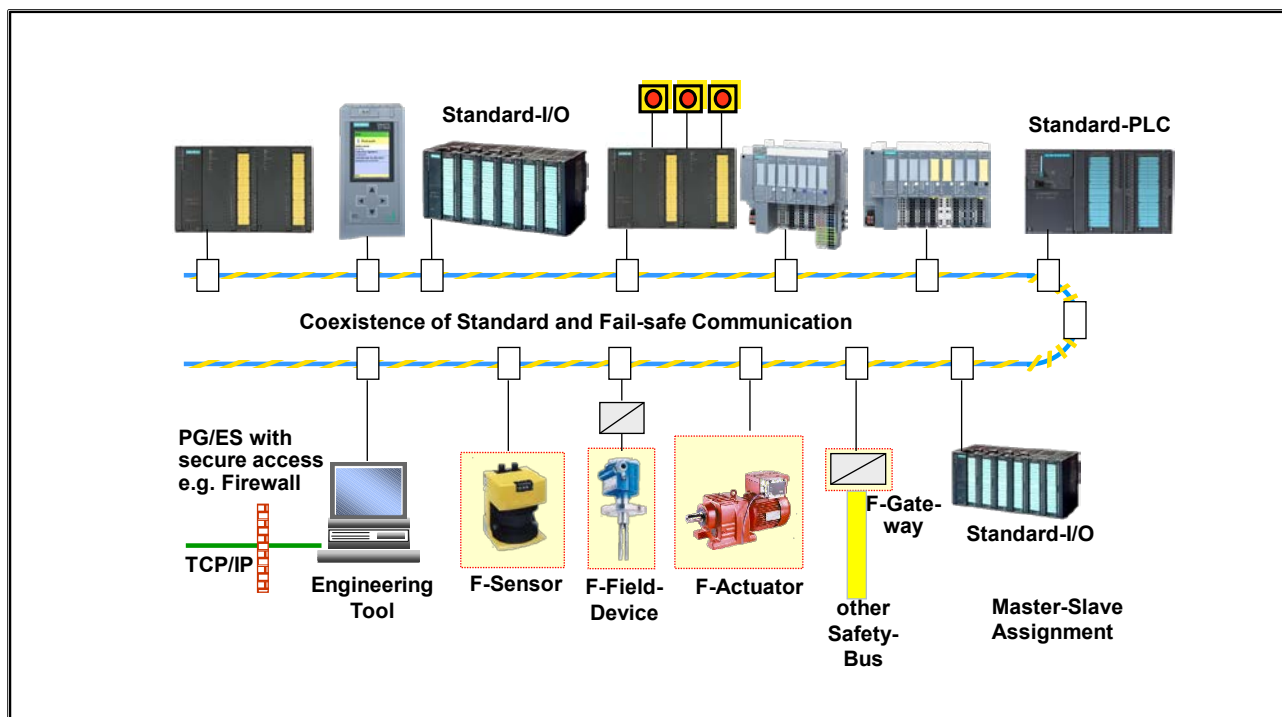 Standard-I/O
Standard-PLC
Coexistence of Standard and Fail-safe Communication
PG/ES with
secure access
e.g. Firewall
TCP/IP
Engineering
Tool
F-Sensor
F-Field-
Device
F-Actuator
F-Gate-
way
other
Safety-
Bus
Standard-I/O
Master-Slave
Assignment